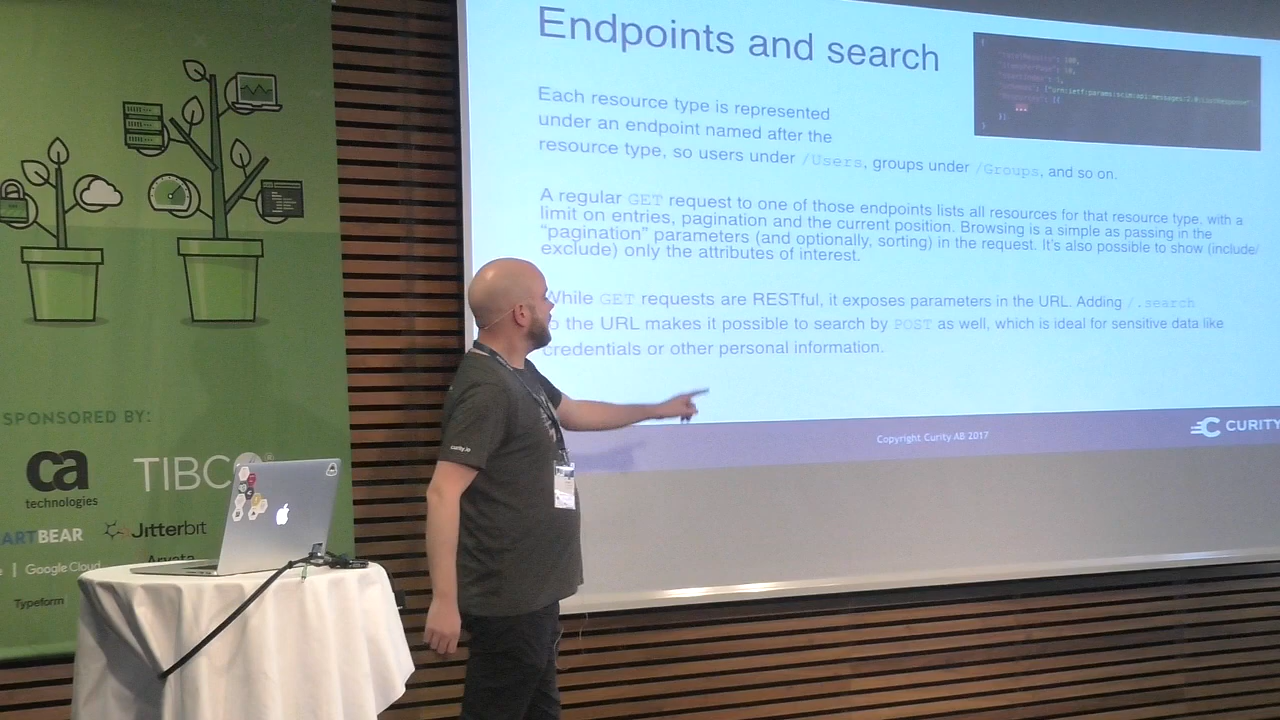 Endpoints and search
Each resource type is represented
under an endpoint named after the
resource type, so users under /Users, groups under /Groups, and so on.
A regular GET request to one of those endpoints lists all resources for that resource type, with a
limit on entries, pagination and the current position. Browsing is a simple as passing in the
"pagination" parameters (and optionally, sorting) in the request. It's also possible to show (include/
exclude) only the attributes of interest.
While GET requests are RESTful, it exposes parameters in the URL. Adding /.search
to the URL makes it possible to search by POST as well, which is ideal for sensitive data like
credentials or other personal information.
Copyright Curity AB 2017
CURITY
curity.io
SPONSORED BY:
ca
technologies
TIBC
ARTBEAR
Jitterbit
Google Cloud
Arvato
Typeform